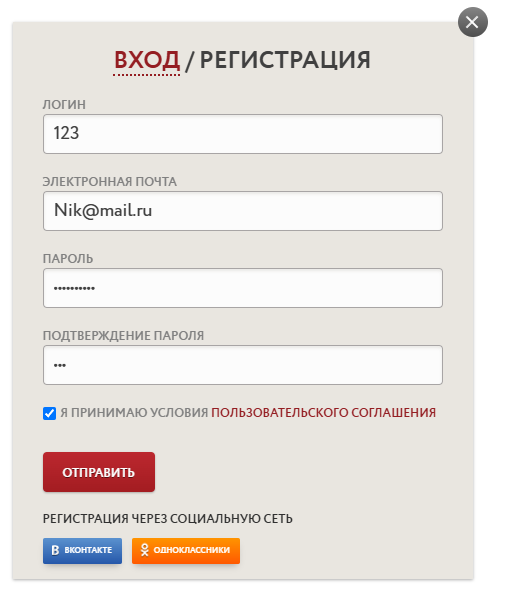 ВХОД / РЕГИСТРАЦИЯ
ЛОГИН
123
ЭЛЕКТРОННАЯ ПОЧТА
Nik@mail.ru
ПАРОЛЬ
••••••••••
ПОДТВЕРЖДЕНИЕ ПАРОЛЯ
•••
Я ПРИНИМАЮ УСЛОВИЯ ПОЛЬЗОВАТЕЛЬСКОГО СОГЛАШЕНИЯ
ОТПРАВИТЬ
РЕГИСТРАЦИЯ ЧЕРЕЗ СОЦИАЛЬНУЮ СЕТЬ
В ВКОНТАКТЕ ОДНОКЛАССНИКИ